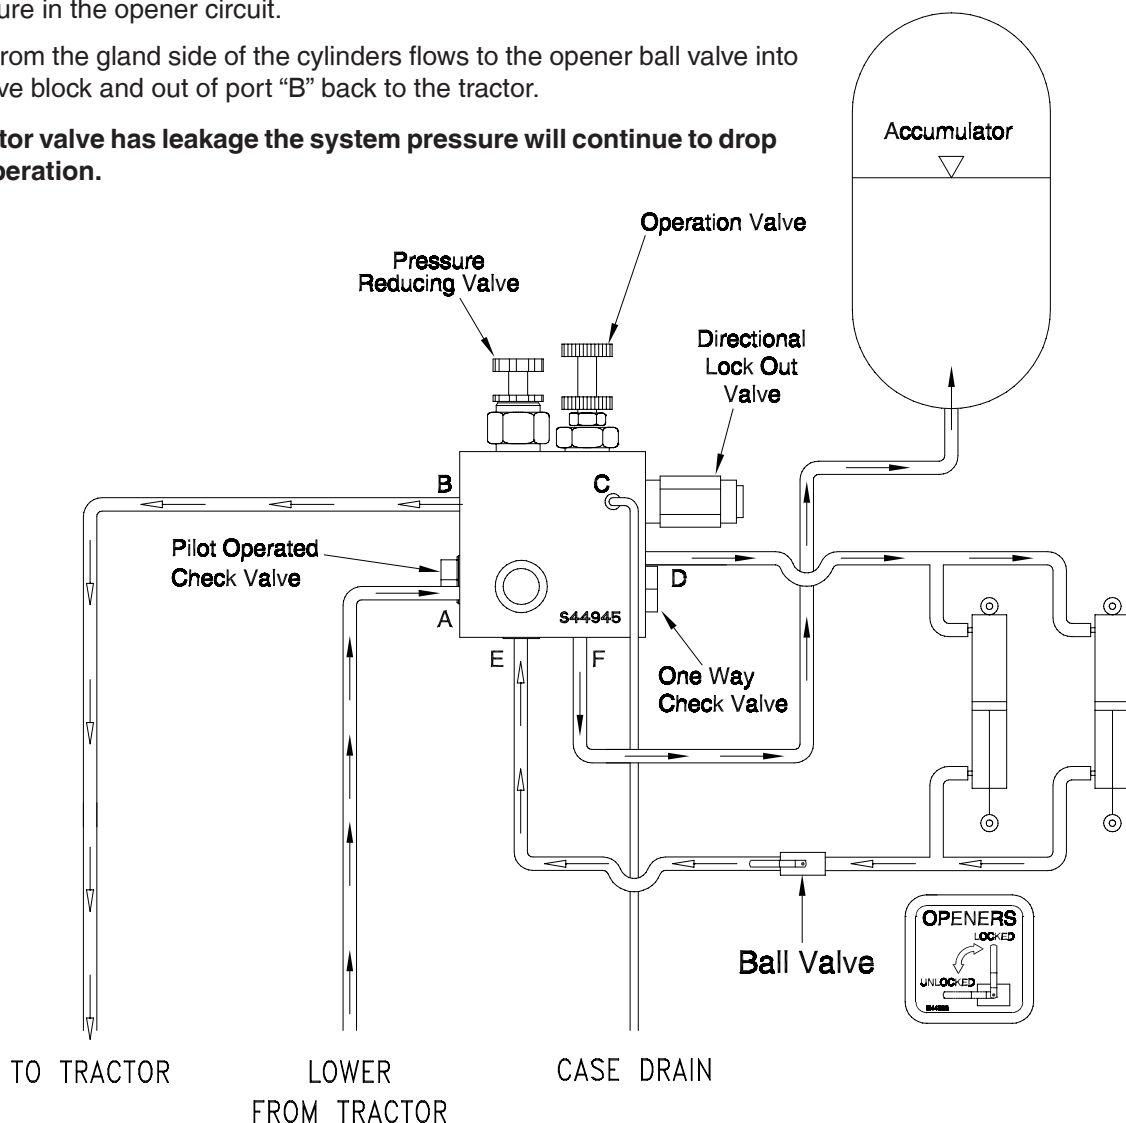 ure in the opener circuit.
rom the gland side of the cylinders flows to the opener ball valve into
ve block and out of port “B” back to the tractor.
tor valve has leakage the system pressure will continue to drop
peration.
Accumulator
Operation Valve
Pressure
Reducing Valve
Directional
Lock Out
Valve
B
C
Pilot Operated
Check Valve
D
A
S44945
E
F
One Way
Check Valve
OPENERS
LOCKED
UNLOCKED
Ball Valve
TO TRACTOR
LOWER
FROM TRACTOR
CASE DRAIN